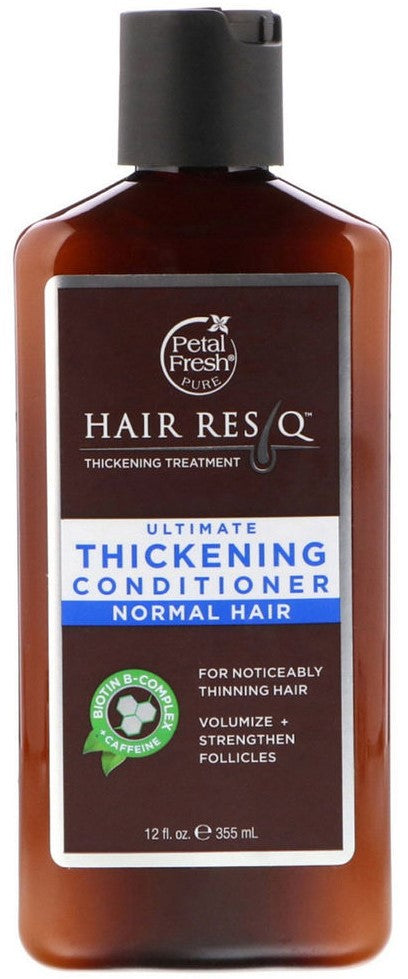 Petal
Fresh®
PURE
HAIR RESQ™
THICKENING TREATMENT
ULTIMATE
THICKENING
CONDITIONER
NORMAL HAIR
BIOTIN B-COMPLEX
+ CAFFEINE
FOR NOTICEABLY
THINNING HAIR
VOLUMIZE +
STRENGTHEN
FOLLICLES
12 fl. oz. ℮ 355 mL